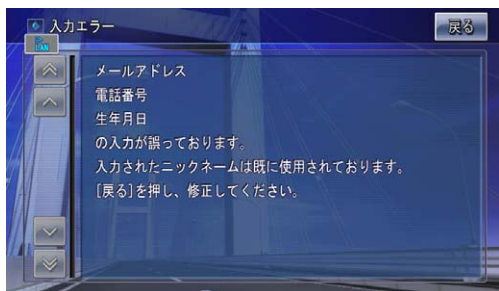 入力エラー
戻る
LAN
メールアドレス
電話番号
生年月日
の入力が誤っております。
入力されたニックネームは既に使用されております。
[戻る]を押し、修正してください。